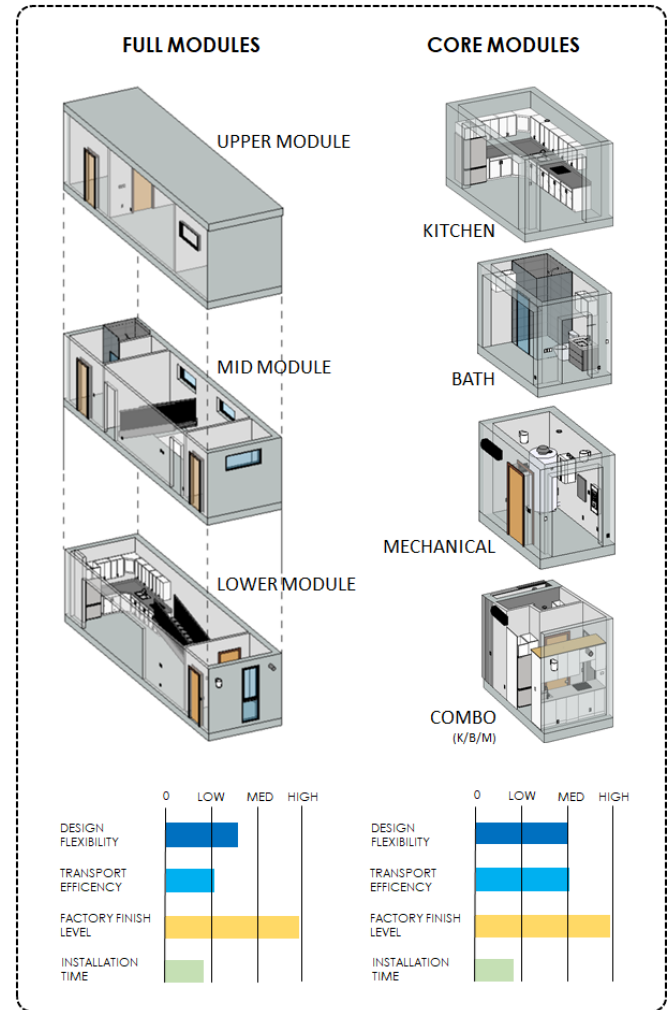 FULL MODULES
UPPER MODULE
MID MODULE
LOWER MODULE
0 LOW MED HIGH
DESIGN
FLEXIBILITY
TRANSPORT
EFFICENCY
FACTORY FINISH
LEVEL
INSTALLATION
TIME
CORE MODULES
KITCHEN
BATH
MECHANICAL
COMBO
(K/B/M)
0 LOW MED HIGH
DESIGN
FLEXIBILITY
TRANSPORT
EFFICENCY
FACTORY FINISH
LEVEL
INSTALLATION
TIME